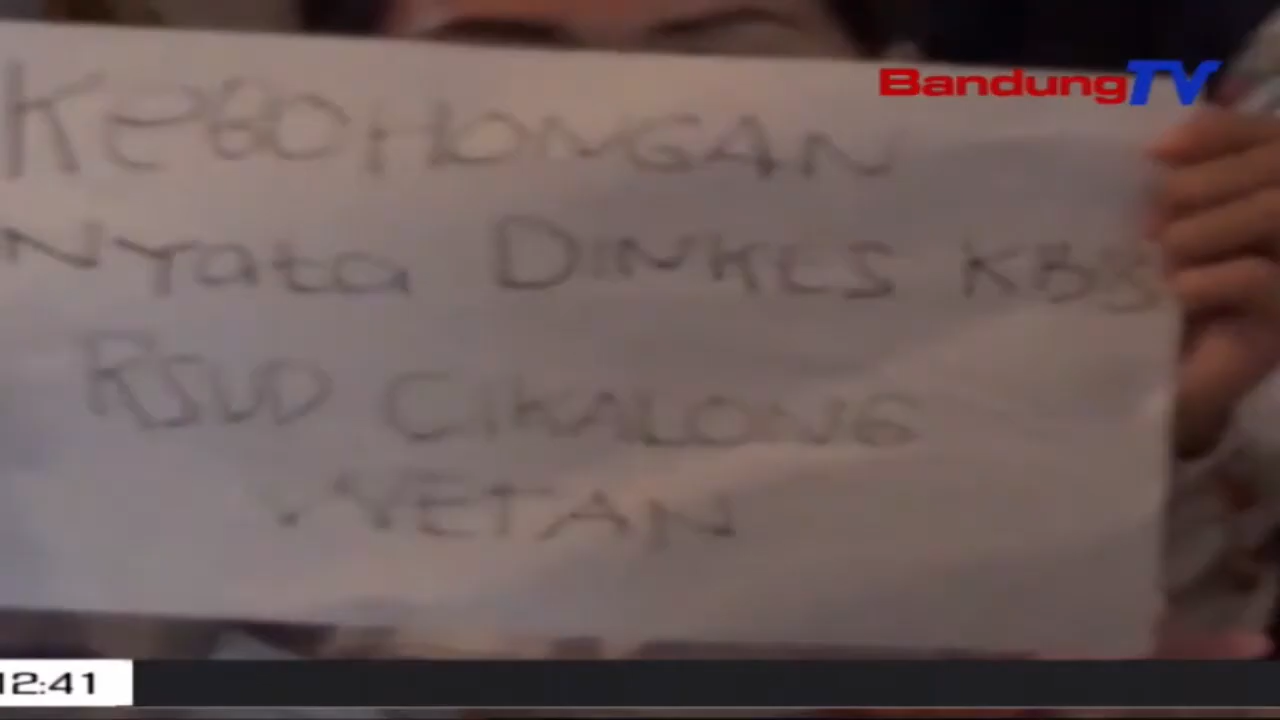 BandungTV
KeBOHONGAN
Nyata DINKES KBB
RSUD CIKALONG
WETAN
12:41